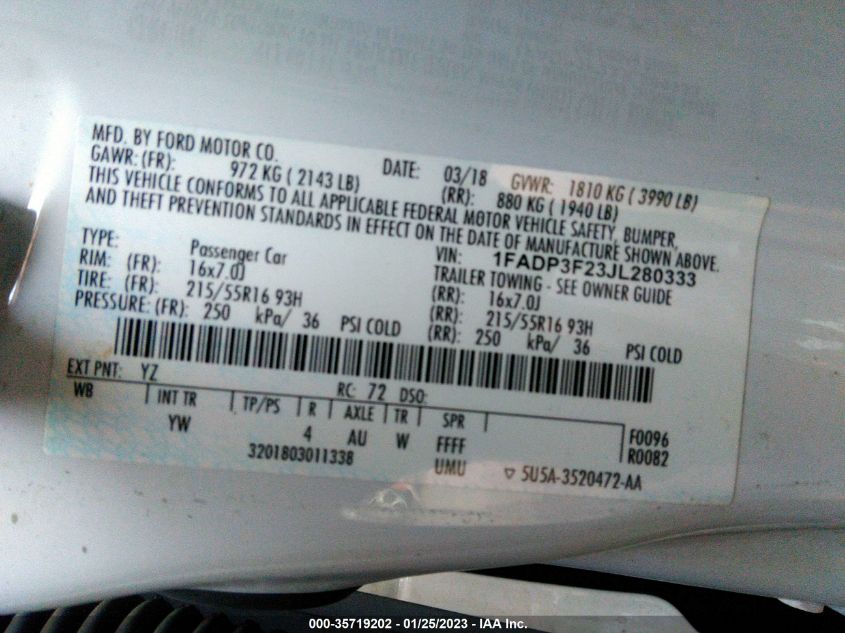 MFD. BY FORD MOTOR CO.
DATE: 03/18 GVWR: 1810 KG ( 3990 LB)
GAWR: (FR): 972 KG ( 2143 LB) (RR): 880 KG ( 1940 LB)
THIS VEHICLE CONFORMS TO ALL APPLICABLE FEDERAL MOTOR VEHICLE SAFETY, BUMPER,
AND THEFT PREVENTION STANDARDS IN EFFECT ON THE DATE OF MANUFACTURE SHOWN ABOVE.
VIN: 1FADP3F23JL280333
TYPE: Passenger Car TRAILER TOWING - SEE OWNER GUIDE
RIM: (FR): 16x7.0J (RR): 16x7.0J
TIRE: (FR): 215/55R16 93H (RR): 215/55R16 93H
PRESSURE: (FR): 250 kPa/ 36 PSI COLD (RR): 250 kPa/ 36 PSI COLD
EXT PNT: YZ RC: 72 DSO:
WB INT TR TP/PS R AXLE TR SPR
YW 4 AU W FFFF F0096
UMU R0082
3201803011338
▽ 5U5A-3520472-AA
000-35719202 - 01/25/2023 - IAA Inc.